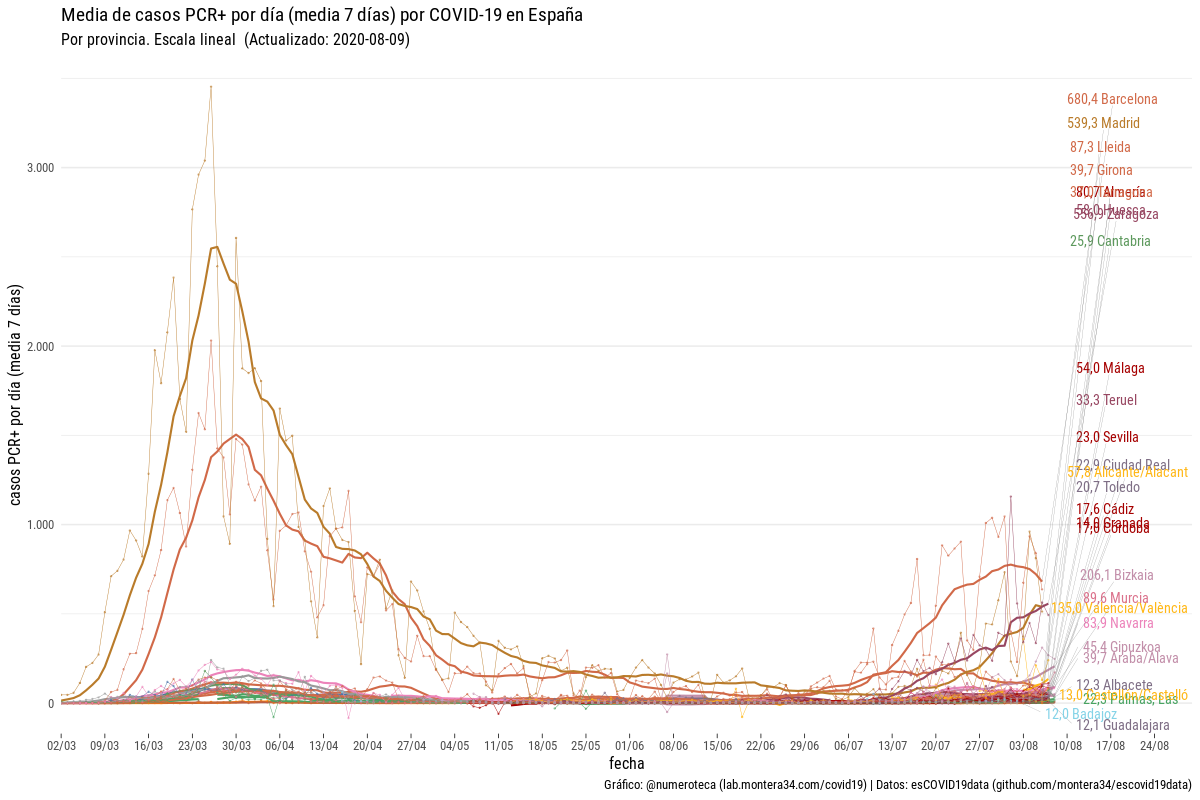 Media de casos PCR+ por día (media 7 días) por COVID-19 en España
Por provincia. Escala lineal (Actualizado: 2020-08-09)
casos PCR+ por día (media 7 días)
3.000
2.000
1.000
0
680,4 Barcelona
539,3 Madrid
87,3 Lleida
39,7 Girona
80,7 Almería
Tarragona
58,0 Huesca
556,9 Zaragoza
25,9 Cantabria
54,0 Málaga
33,3 Teruel
23,0 Sevilla
22,9 Ciudad Real
57,8 Alicante/Alacant
20,7 Toledo
17,6 Cádiz
14,0 Granada
17,0 Córdoba
206,1 Bizkaia
89,6 Murcia
135,0 Valencia/València
83,9 Navarra
45,4 Gipuzkoa
39,7 Araba/Álava
12,3 Albacete
13,0 Castellón/Castelló
22,3 Palmas, Las
12,0 Badajoz
12,1 Guadalajara
02/03 09/03 16/03 23/03 30/03 06/04 13/04 20/04 27/04 04/05 11/05 18/05 25/05 01/06 08/06 15/06 22/06 29/06 06/07 13/07 20/07 27/07 03/08 10/08 17/08 24/08
fecha
Gráfico: @numeroteca (lab.montera34.com/covid19) | Datos: esCOVID19data (github.com/montera34/escovid19data)